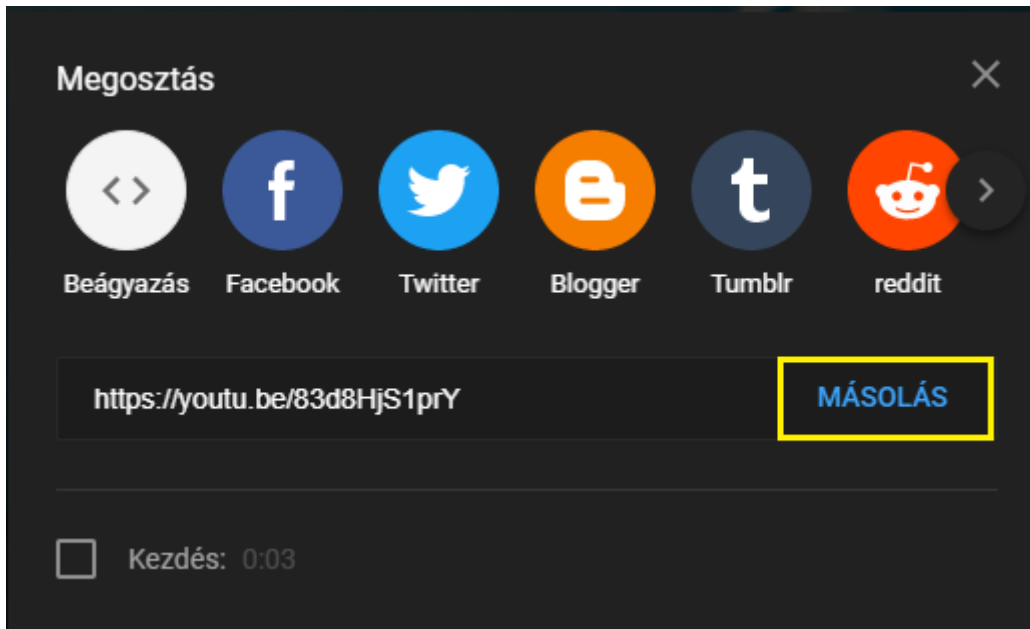 Megosztás
Beágyazás Facebook Twitter Blogger Tumblr reddit
https://youtu.be/83d8HjS1prY MÁSOLÁS
Kezdés: 0:03